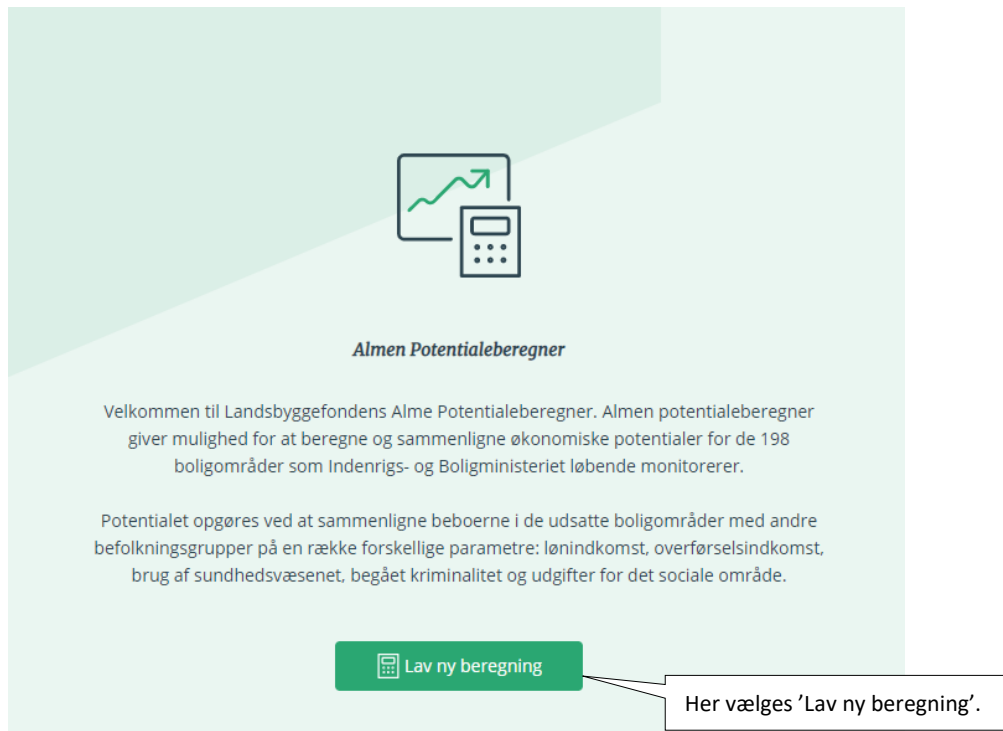 Almen Potentialeberegner
Velkommen til Landsbyggefondens Alme Potentialeberegner. Almen potentialeberegner
giver mulighed for at beregne og sammenligne økonomiske potentialer for de 198
boligområder som Indenrigs- og Boligministeriet løbende monitorerer.
Potentialet opgøres ved at sammenligne beboerne i de udsatte boligområder med andre
befolkningsgrupper på en række forskellige parametre: lønindkomst, overførselsindkomst,
brug af sundhedsvæsenet, begået kriminalitet og udgifter for det sociale område.
Lav ny beregning
Her vælges ’Lav ny beregning’.